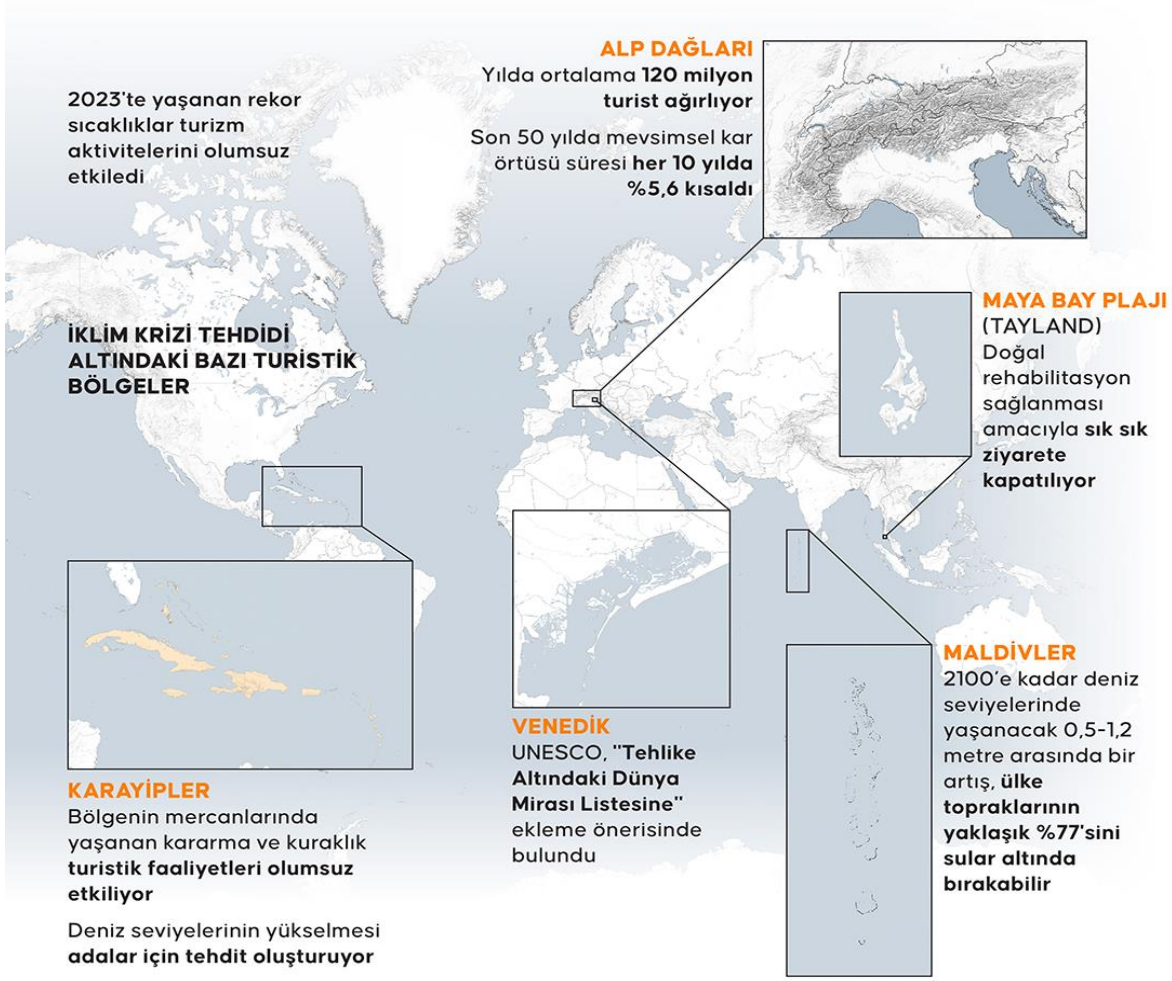 2023'te yaşanan rekor
sıcaklıklar turizm
aktivitelerini olumsuz
etkiledi
İKLİM KRİZİ TEHDİDİ
ALTINDAKİ BAZI TURİSTİK
BÖLGELER
ALP DAĞLARI
Yılda ortalama 120 milyon
turist ağırlıyor
Son 50 yılda mevsimsel kar
örtüsü süresi her 10 yılda
%5,6 kısaldı
MAYA BAY PLAJI
(TAYLAND)
Doğal
rehabilitasyon
sağlanması
amacıyla sık sık
ziyarete
kapatılıyor
KARAYİPLER
Bölgenin mercanlarında
yaşanan kararma ve kuraklık
turistik faaliyetleri olumsuz
etkiliyor
Deniz seviyelerinin yükselmesi
adalar için tehdit oluşturuyor
VENEDİK
UNESCO, "Tehlike
Altındaki Dünya
Mirası Listesine"
ekleme önerisinde
bulundu
MALDİVLER
2100'e kadar deniz
seviyelerinde
yaşanacak 0,5-1,2
metre arasında bir
artış, ülke
topraklarının
yaklaşık %77'sini
sular altında
bırakabilir